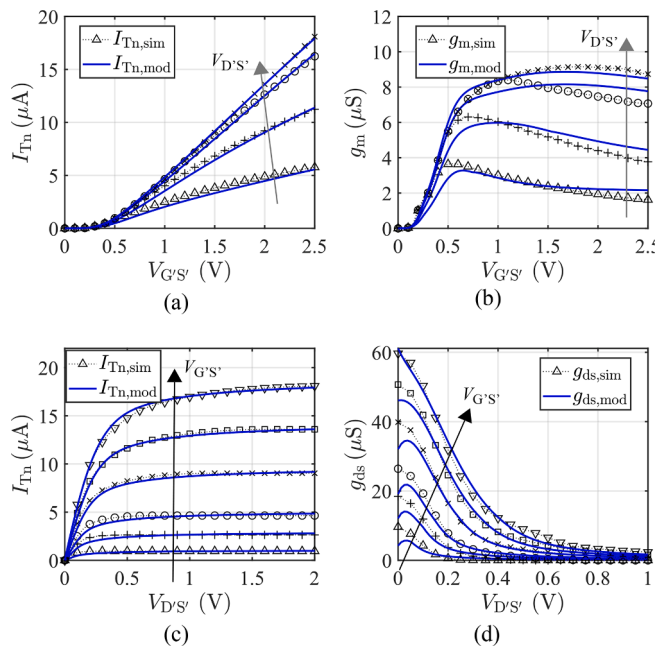 22
20
15
10
5
0
I_Tn (μA)
I_Tn,sim
I_Tn,mod
V_D'S'
0 0.5 1 1.5 2 2.5
V_G'S' (V)
(a)
12
10
8
6
4
2
0
g_m (μS)
g_m,sim
g_m,mod
V_D'S'
0 0.5 1 1.5 2 2.5
V_G'S' (V)
(b)
22
20
15
10
5
0
I_Tn (μA)
I_Tn,sim
I_Tn,mod
V_G'S'
0 0.5 1 1.5 2
V_D'S' (V)
(c)
60
40
20
0
g_ds (μS)
g_ds,sim
g_ds,mod
V_G'S'
0 0.2 0.4 0.6 0.8 1
V_D'S' (V)
(d)